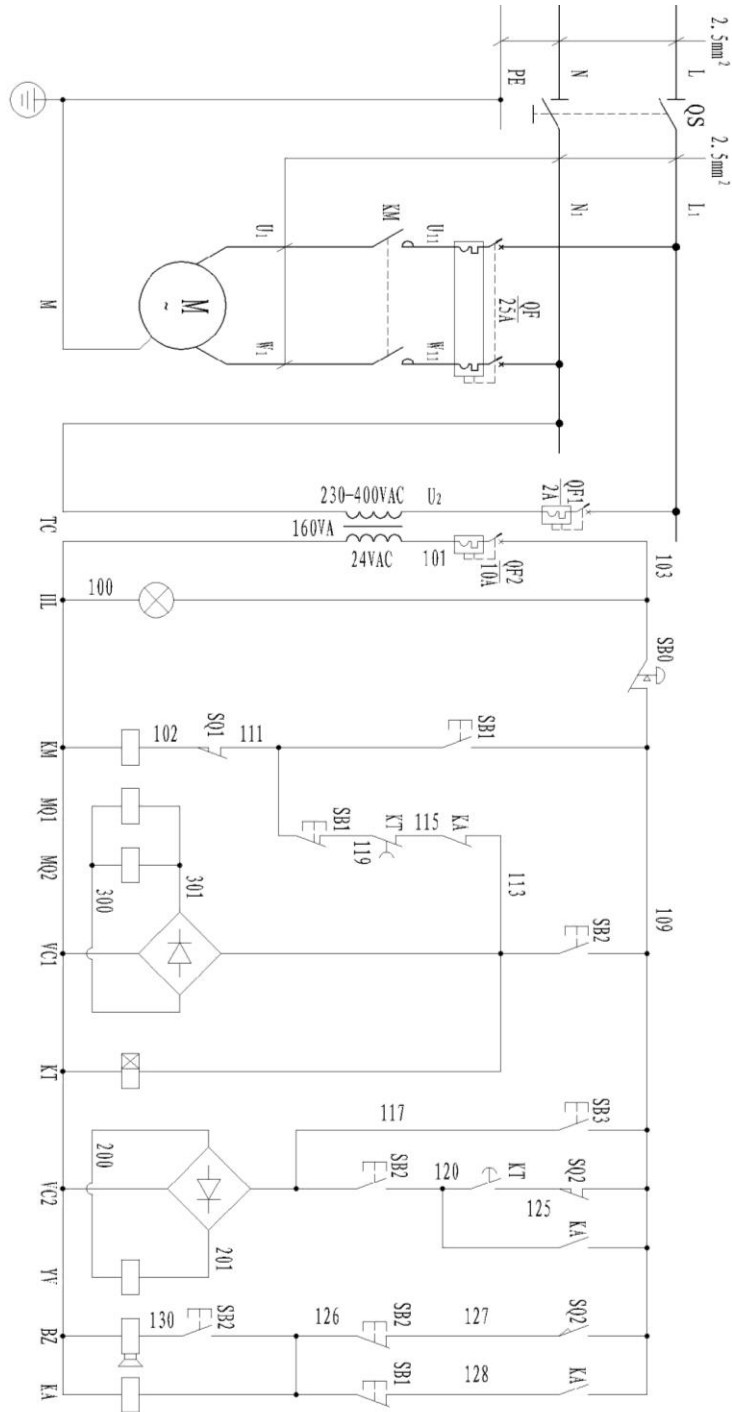 2.5mm²
L
N
PE
QS
2.5mm²
L₁
N₁
KM
U₁
U₁₁
QF
25A
M
~
M
W₁
W₁₁
230-400VAC
U₂
QF1
2A
TC
160VA
24VAC
101
QF2
10A
103
HL
100
SB0
KM
102
SQ1
111
SB1
MQ1
SB1
KT
115
KA
119
MQ2
300
301
113
109
VC1
SB2
KT
117
SB3
200
VC2
SB2
120
KT
SQ2
125
201
KA
YV
BZ
130
SB2
126
SB2
127
SQ2
KA
SB1
128
KA